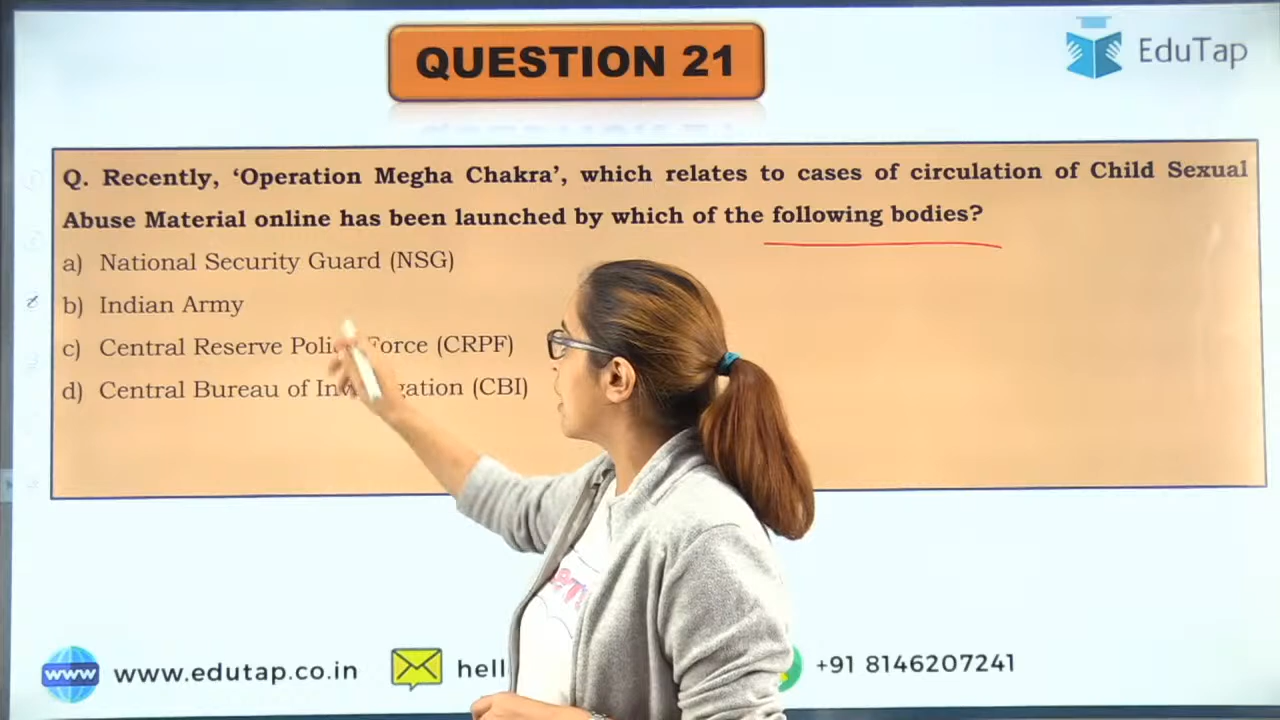 QUESTION 21
EduTap
Q. Recently, ‘Operation Megha Chakra’, which relates to cases of circulation of Child Sexual
Abuse Material online has been launched by which of the following bodies?
a) National Security Guard (NSG)
b) Indian Army
c) Central Reserve Poli Force (CRPF)
d) Central Bureau of Inv gation (CBI)
www www.edutap.co.in hell +91 8146207241